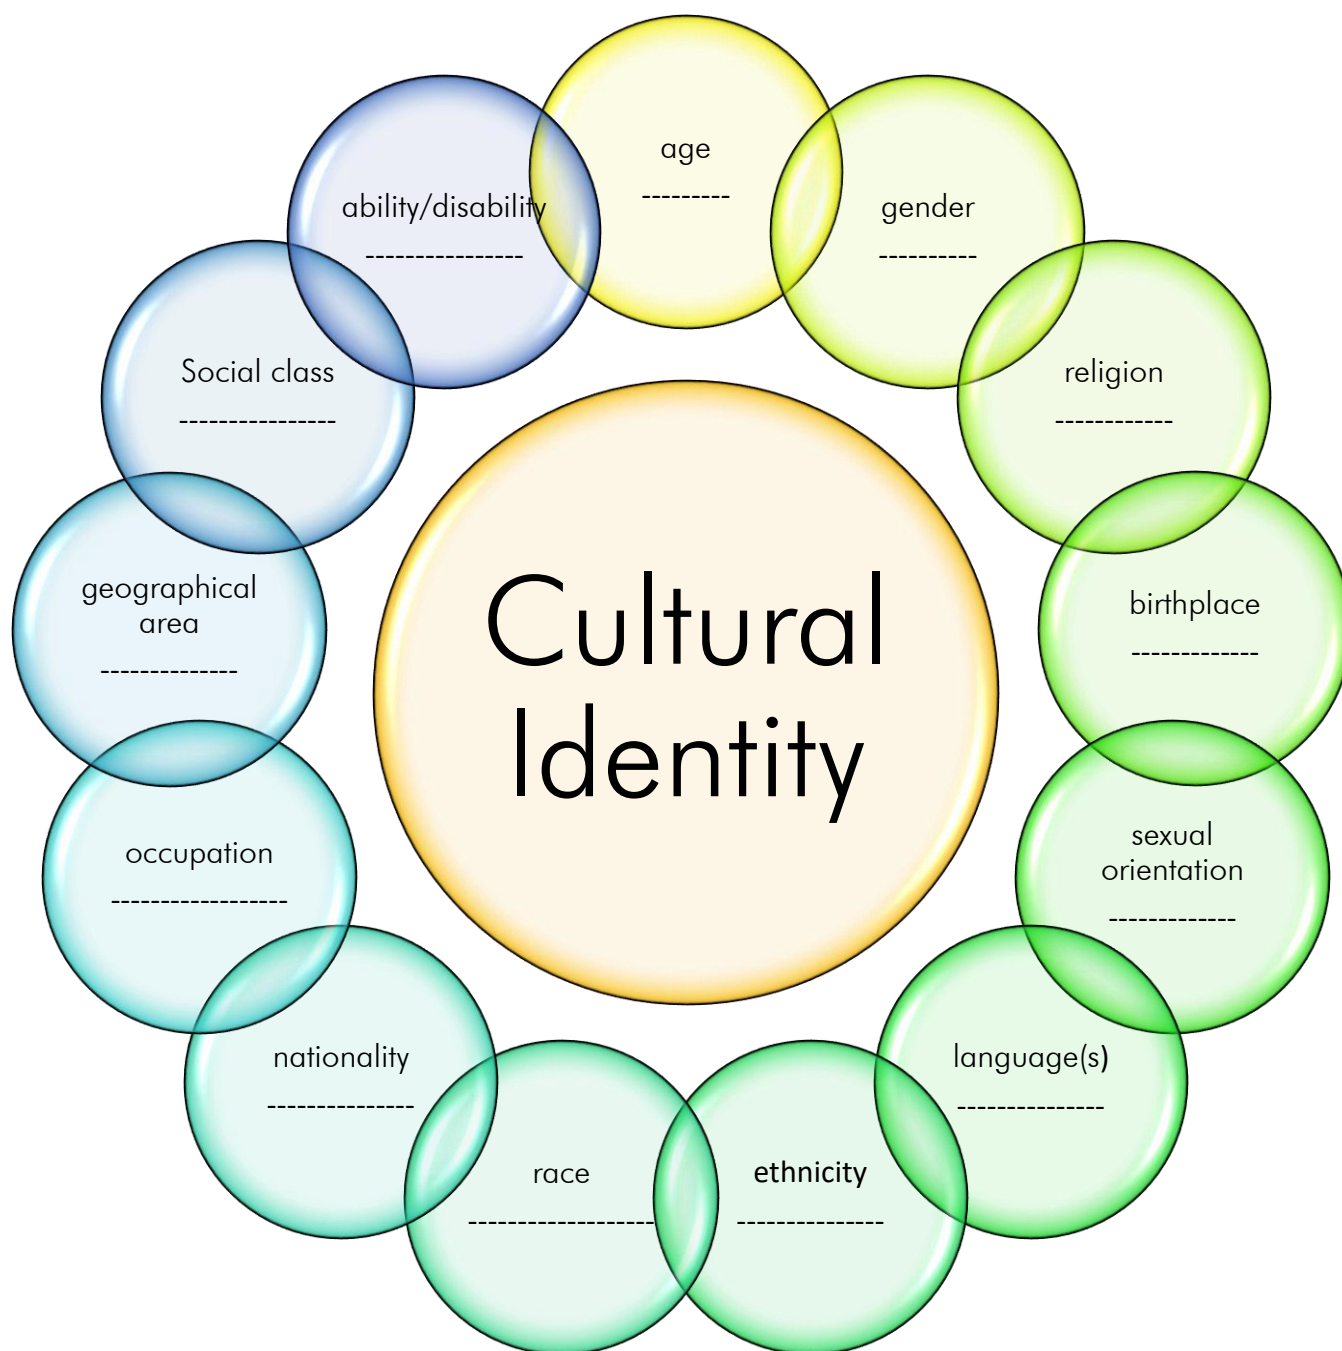 age
---------
gender
----------
religion
------------
birthplace
-------------
sexual
orientation
-------------
language(s)
---------------
ethnicity
---------------
race
-------------------
nationality
---------------
occupation
------------------
geographical
area
--------------
Social class
----------------
ability/disability
----------------
Cultural
Identity